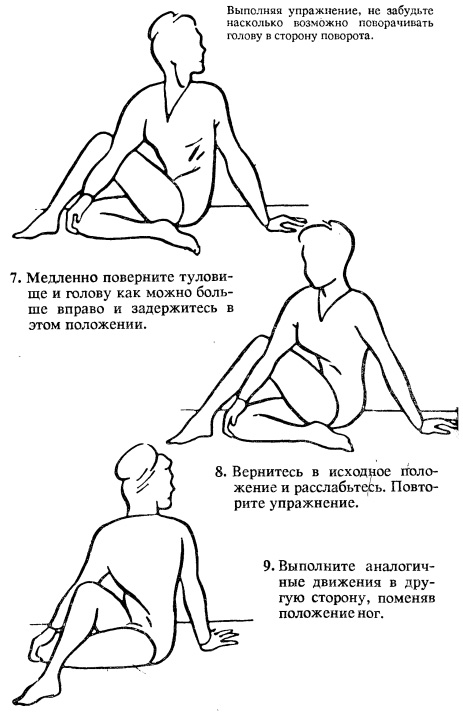 Выполняя упражнение, не забудьте
насколько возможно поворачивать
голову в сторону поворота.
7. Медленно поверните тулови-
ще и голову как можно боль-
ше вправо и задержитесь в
этом положении.
8. Вернитесь в исходное поло-
жение и расслабьтесь. Повто-
рите упражнение.
9. Выполните аналогич-
ные движения в дру-
гую сторону, поменяв
положение ног.